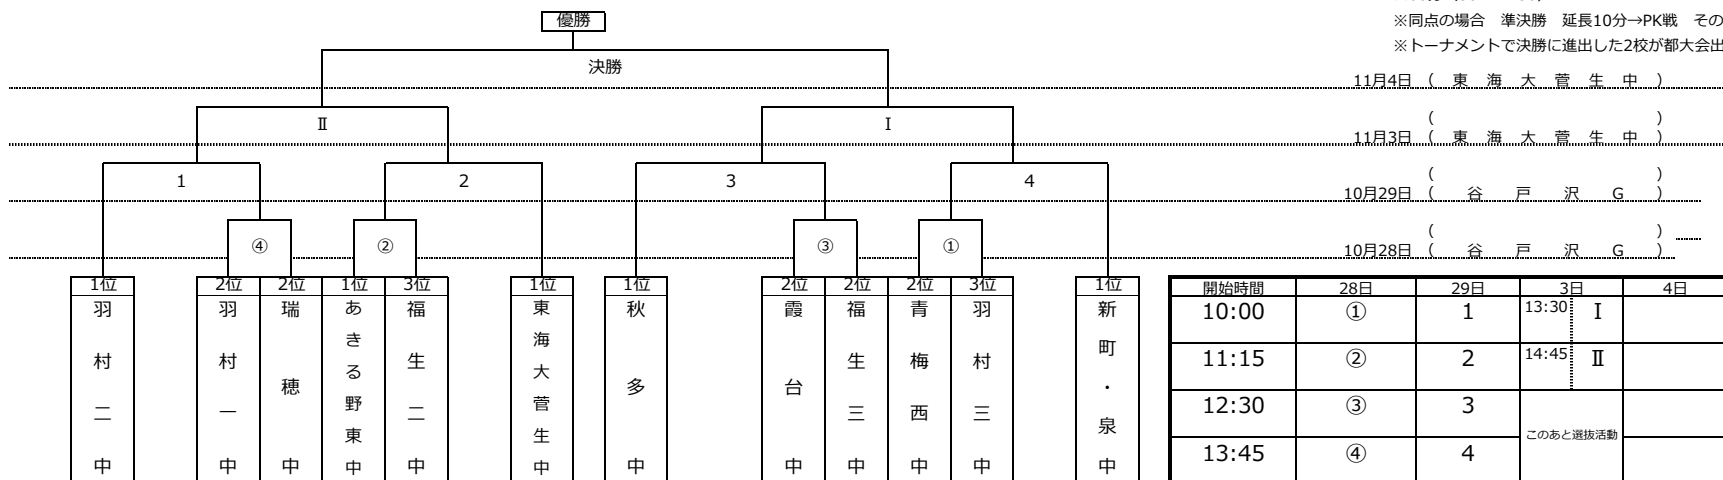 優勝
※同点の場合　準決勝　延長10分→PK戦　その
※トーナメントで決勝に進出した2校が都大会出
決勝
11月4日 ( 東 海 大 菅 生 中 )
Ⅱ Ⅰ
( )
11月3日 ( 東 海 大 菅 生 中 )
1 2 3 4
( )
10月29日 ( 谷 戸 沢 G )
④ ② ③ ①
( )
10月28日 ( 谷 戸 沢 G )
1位 羽村二中
2位 羽村一中
2位 瑞穂中
1位 あきる野東中
3位 福生二中
1位 東海大菅生中
1位 秋多中
2位 霞台中
2位 福生三中
2位 青梅西中
3位 羽村三中
1位 新町・泉中
開始時間 28日 29日 3日 4日
10:00 ① 1 13:30 Ⅰ
11:15 ② 2 14:45 Ⅱ
12:30 ③ 3
このあと選抜活動
13:45 ④ 4